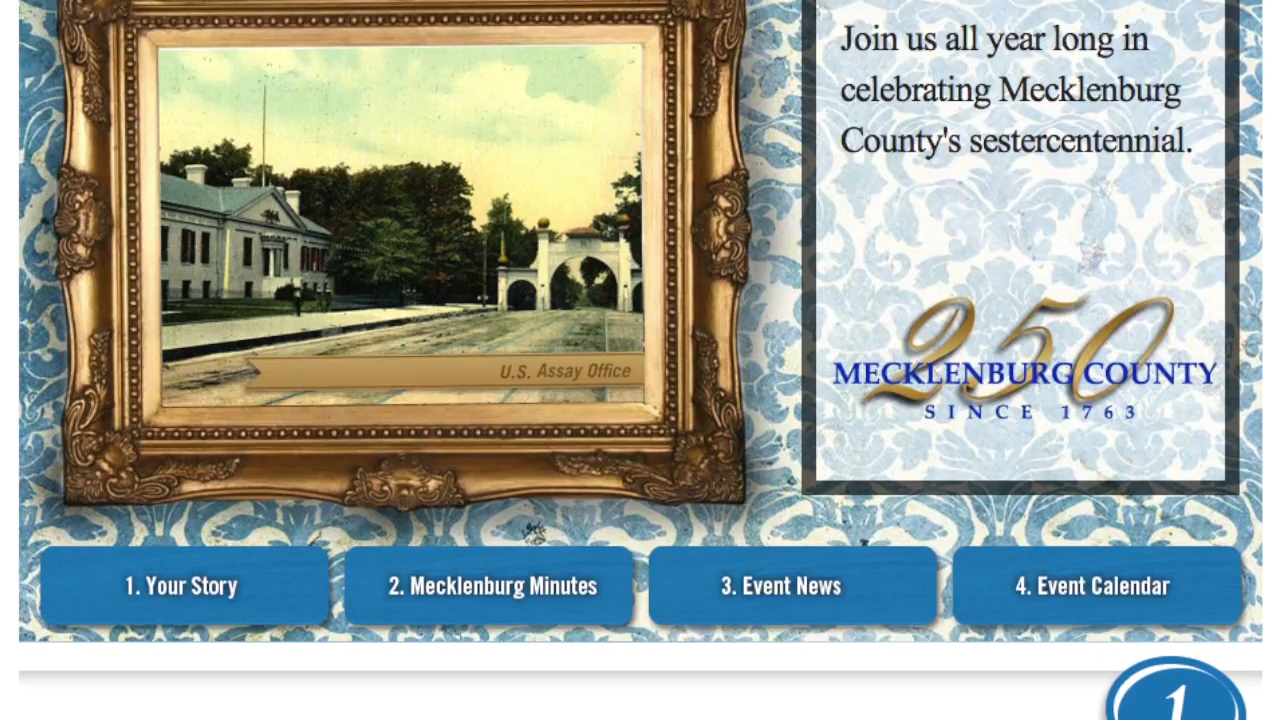 Join us all year long in
celebrating Mecklenburg
County's sestercentennial.
U.S. Assay Office
250
MECKLENBURG COUNTY
SINCE 1763
1. Your Story
2. Mecklenburg Minutes
3. Event News
4. Event Calendar
1